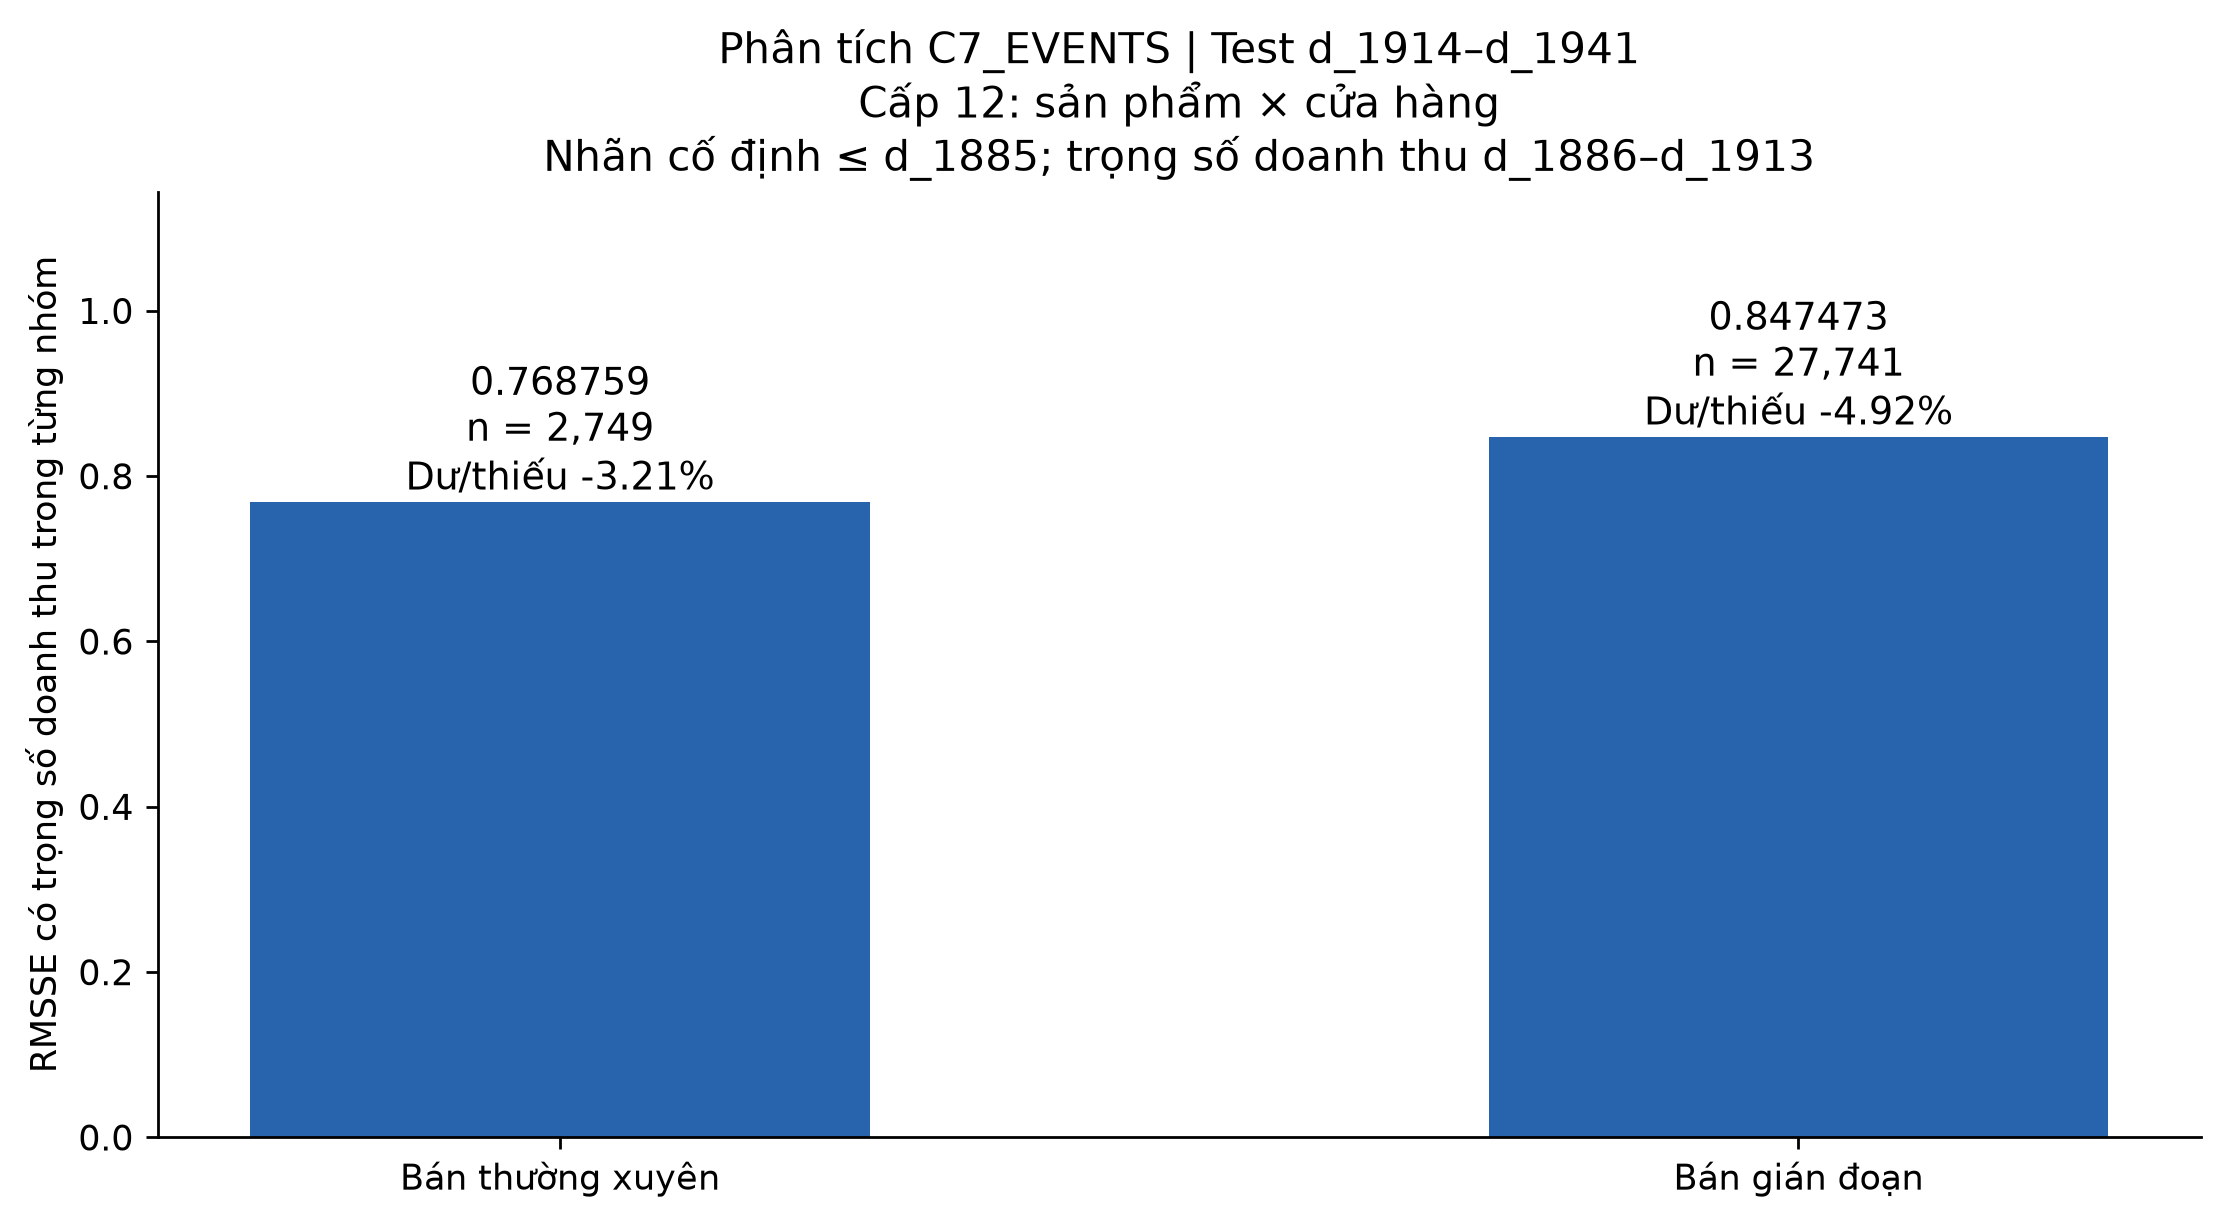 Phân tích C7_EVENTS | Test d_1914–d_1941
Cấp 12: sản phẩm × cửa hàng
Nhãn cố định ≤ d_1885; trọng số doanh thu d_1886–d_1913
RMSSE có trọng số doanh thu trong từng nhóm
1.0
0.8
0.6
0.4
0.2
0.0
0.768759
n = 2,749
Dư/thiếu -3.21%
0.847473
n = 27,741
Dư/thiếu -4.92%
Bán thường xuyên
Bán gián đoạn